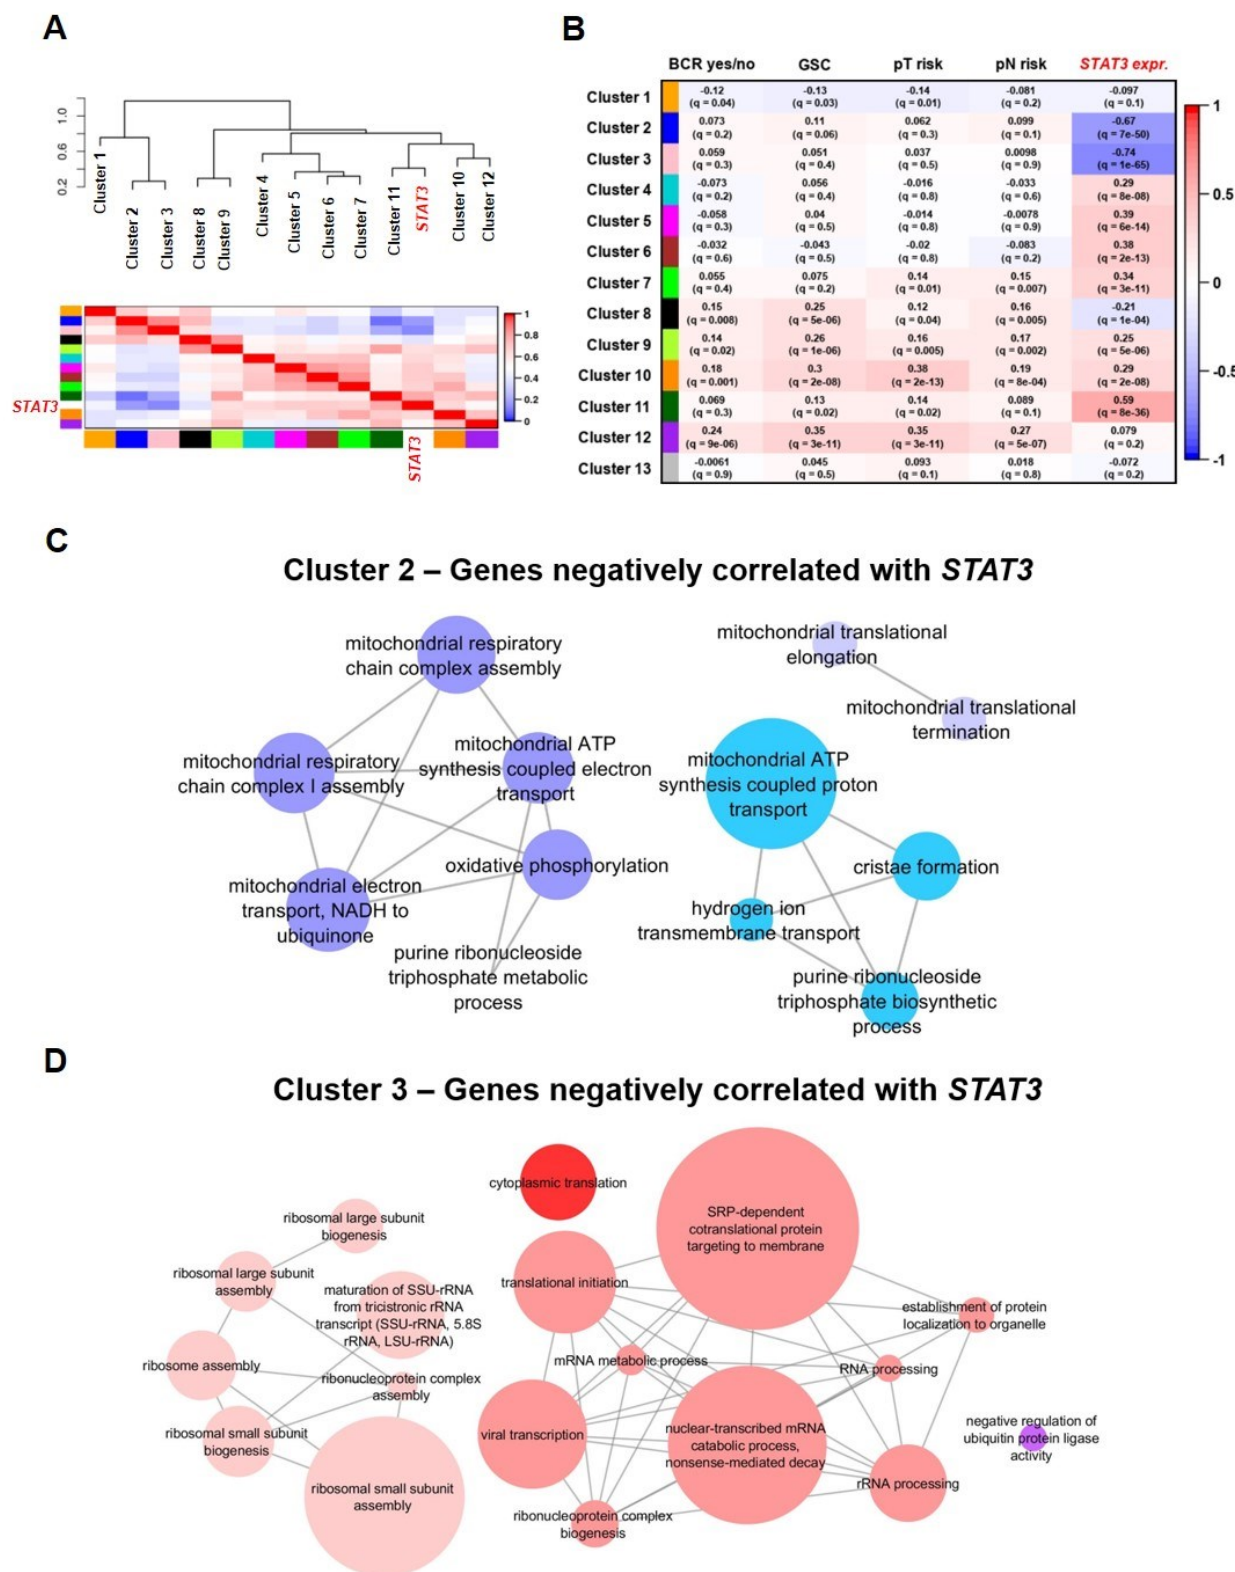 A
1.0
0.6
0.2
Cluster 1
Cluster 2
Cluster 3
Cluster 8
Cluster 9
Cluster 4
Cluster 5
Cluster 6
Cluster 7
Cluster 11
STAT3
Cluster 10
Cluster 12
1
0.8
0.6
0.4
0.2
0
STAT3
STAT3
B
BCR yes/no GSC pT risk pN risk STAT3 expr.
Cluster 1 -0.12 -0.13 -0.14 -0.081 -0.097
(q = 0.04) (q = 0.03) (q = 0.01) (q = 0.2) (q = 0.1)
Cluster 2 0.073 0.11 0.062 0.099 -0.67
(q = 0.2) (q = 0.06) (q = 0.3) (q = 0.1) (q = 7e-50)
Cluster 3 0.059 0.051 0.037 0.0098 -0.74
(q = 0.3) (q = 0.4) (q = 0.5) (q = 0.9) (q = 1e-65)
Cluster 4 -0.073 0.056 -0.016 -0.033 0.29
(q = 0.2) (q = 0.4) (q = 0.8) (q = 0.6) (q = 8e-08)
Cluster 5 -0.058 0.04 -0.014 -0.0078 0.39
(q = 0.3) (q = 0.5) (q = 0.8) (q = 0.9) (q = 6e-14)
Cluster 6 -0.032 -0.043 -0.02 -0.083 0.38
(q = 0.6) (q = 0.5) (q = 0.8) (q = 0.2) (q = 2e-13)
Cluster 7 0.055 0.075 0.14 0.15 0.34
(q = 0.4) (q = 0.2) (q = 0.01) (q = 0.007) (q = 3e-11)
Cluster 8 0.15 0.25 0.12 0.16 -0.21
(q = 0.008) (q = 5e-06) (q = 0.04) (q = 0.005) (q = 1e-04)
Cluster 9 0.14 0.26 0.16 0.17 0.25
(q = 0.02) (q = 1e-06) (q = 0.005) (q = 0.002) (q = 5e-06)
Cluster 10 0.18 0.3 0.38 0.19 0.29
(q = 0.001) (q = 2e-08) (q = 2e-13) (q = 8e-04) (q = 2e-08)
Cluster 11 0.069 0.13 0.14 0.089 0.59
(q = 0.3) (q = 0.02) (q = 0.02) (q = 0.1) (q = 8e-36)
Cluster 12 0.24 0.35 0.35 0.27 0.079
(q = 9e-06) (q = 3e-11) (q = 3e-11) (q = 5e-07) (q = 0.2)
Cluster 13 -0.0061 0.045 0.093 0.018 -0.072
(q = 0.9) (q = 0.5) (q = 0.1) (q = 0.8) (q = 0.2)
1
0.5
0
-0.5
-1
C
Cluster 2 – Genes negatively correlated with STAT3
mitochondrial respiratory
chain complex assembly
mitochondrial respiratory
chain complex I assembly
mitochondrial ATP
synthesis coupled electron
transport
oxidative phosphorylation
mitochondrial electron
transport, NADH to
ubiquinone
purine ribonucleoside
triphosphate metabolic
process
mitochondrial translational
elongation
mitochondrial translational
termination
mitochondrial ATP
synthesis coupled proton
transport
cristae formation
hydrogen ion
transmembrane transport
purine ribonucleoside
triphosphate biosynthetic
process
D
Cluster 3 – Genes negatively correlated with STAT3
ribosomal large subunit
biogenesis
ribosomal large subunit
assembly
maturation of SSU-rRNA
from tricistronic rRNA
transcript (SSU-rRNA, 5.8S
rRNA, LSU-rRNA)
ribosome assembly
ribonucleoprotein complex
assembly
ribosomal small subunit
biogenesis
ribosomal small subunit
assembly
cytoplasmic translation
SRP-dependent
cotranslational protein
targeting to membrane
translational initiation
establishment of protein
localization to organelle
mRNA metabolic process
RNA processing
viral transcription
nuclear-transcribed mRNA
catabolic process,
nonsense-mediated decay
negative regulation of
ubiquitin protein ligase
activity
rRNA processing
ribonucleoprotein complex
biogenesis